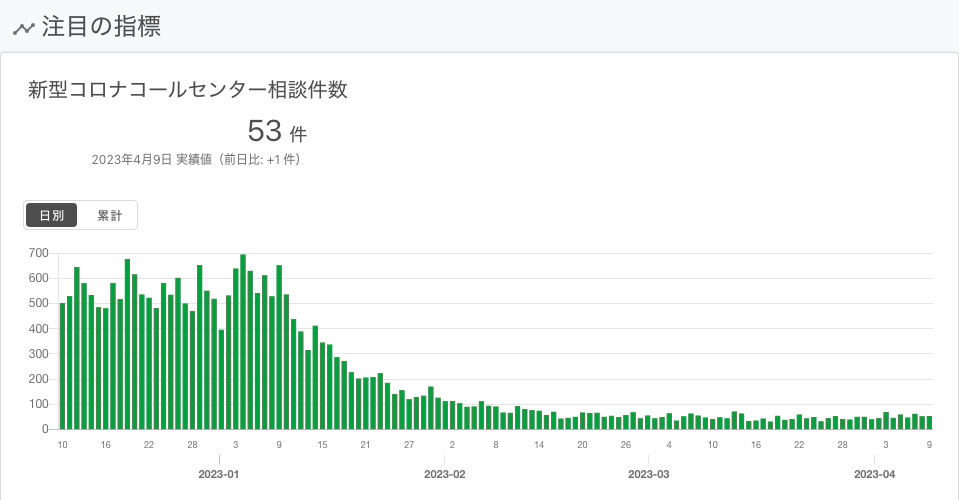 注目の指標
新型コロナコールセンター相談件数
53 件
2023年4月9日 実績値（前日比: +1 件）
日別 累計
700
600
500
400
300
200
100
0
10 16 22 28 3 9 15 21 27 2 8 14 20 26 4 10 16 22 28 3 9
2023-01 2023-02 2023-03 2023-04